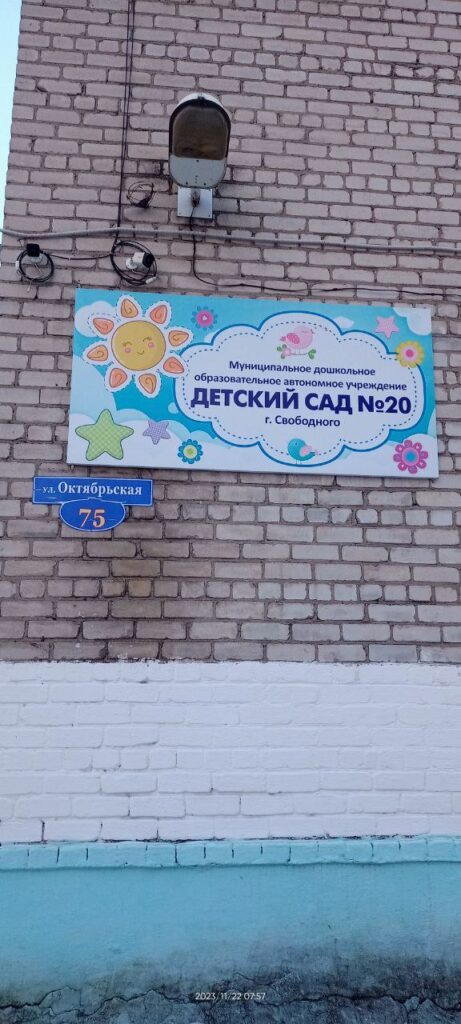 Муниципальное дошкольное
образовательное автономное учреждение
ДЕТСКИЙ САД №20
г. Свободного
ул. Октябрьская
75
2023/11/22 07:57